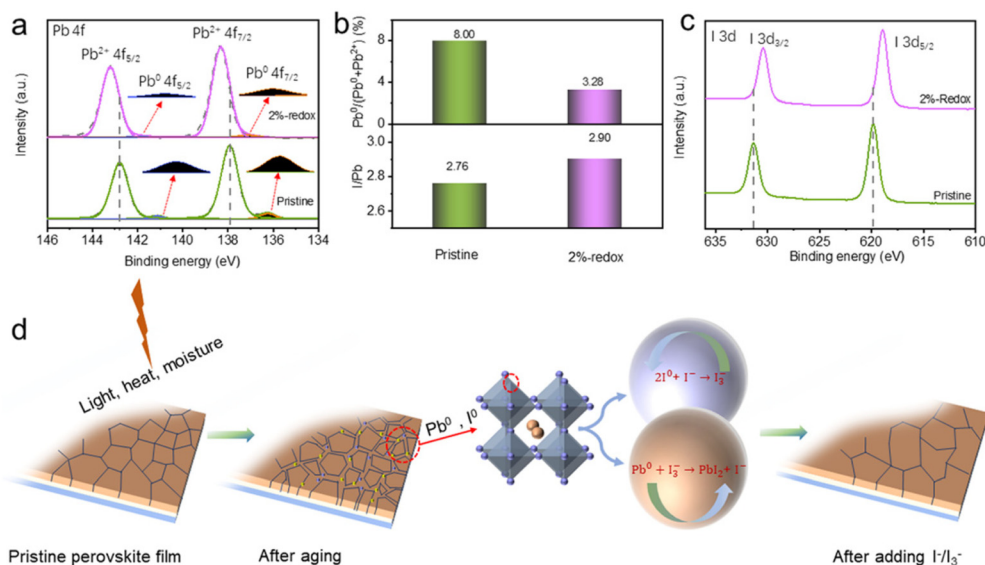 a
Pb 4f
Pb²⁺ 4f₅/₂
Pb²⁺ 4f₇/₂
Pb⁰ 4f₅/₂
Pb⁰ 4f₇/₂
2%-redox
Pristine
Intensity (a.u.)
146 144 142 140 138 136 134
Binding energy (eV)
b
Pb⁰/(Pb⁰+Pb²⁺) (%)
8
4
0
8.00
3.28
I/Pb
3.0
2.8
2.6
2.76
2.90
Pristine
2%-redox
c
I 3d
I 3d₃/₂
I 3d₅/₂
2%-Redox
Pristine
Intensity (a.u.)
635 630 625 620 615 610
Binding energy (eV)
d
Light, heat, moisture
Pb⁰ , I⁰
2I⁰+ I⁻ → I₃⁻
Pb⁰ + I₃⁻ → PbI₂+ I⁻
Pristine perovskite film
After aging
After adding I⁻/I₃⁻